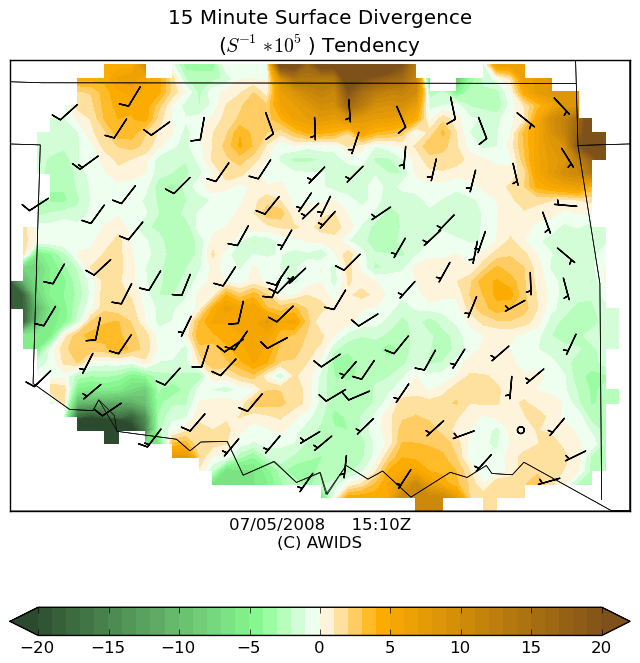 15 Minute Surface Divergence
(S⁻¹ *10⁵ ) Tendency
07/05/2008 15:10Z
(C) AWIDS
−20 −15 −10 −5 0 5 10 15 20